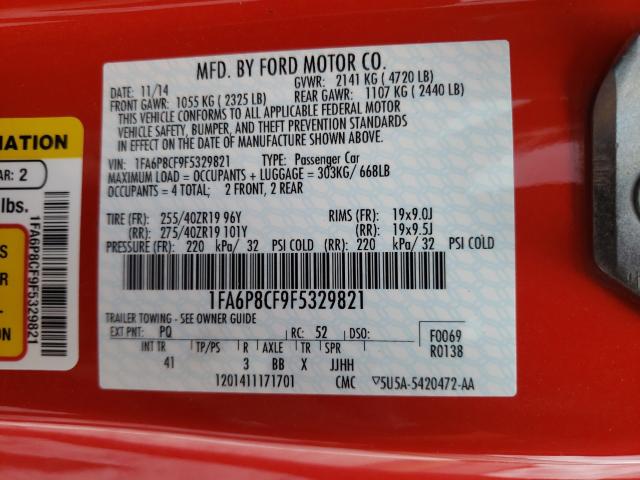 MFD. BY FORD MOTOR CO.
DATE: 11/14 GVWR: 2141 KG ( 4720 LB)
FRONT GAWR: 1055 KG ( 2325 LB) REAR GAWR: 1107 KG ( 2440 LB)
THIS VEHICLE CONFORMS TO ALL APPLICABLE FEDERAL MOTOR
VEHICLE SAFETY, BUMPER, AND THEFT PREVENTION STANDARDS
IN EFFECT ON THE DATE OF MANUFACTURE SHOWN ABOVE.
VIN: 1FA6P8CF9F5329821 TYPE: Passenger Car
MAXIMUM LOAD = OCCUPANTS + LUGGAGE = 303KG/ 668LB
OCCUPANTS = 4 TOTAL; 2 FRONT, 2 REAR
TIRE (FR): 255/40ZR19 96Y RIMS (FR): 19x9.0J
(RR): 275/40ZR19 101Y (RR): 19x9.5J
PRESSURE (FR): 220 kPa/ 32 PSI COLD (RR): 220 kPa/ 32 PSI COLD
1FA6P8CF9F5329821
TRAILER TOWING - SEE OWNER GUIDE
EXT PNT: PQ RC: 52 DSO: F0069
INT TR TP/PS R AXLE TR SPR R0138
41 3 BB X JJHH
1201411171701 CMC ▽5U5A-5420472-AA
MATION
AR: 2
lbs.
1FA6P8CF9F5329821
S
ER
ON